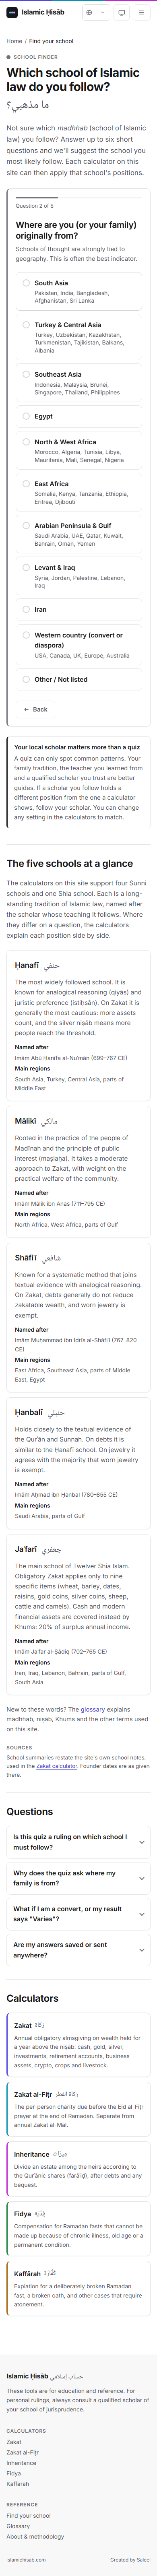 Islamic Ḥisāb
Home / Find your school
SCHOOL FINDER
Which school of Islamic
law do you follow?
ما مذهبي؟
Not sure which madhhab (school of Islamic
law) you follow? Answer up to six short
questions and we'll suggest the school you
most likely follow. Each calculator on this
site can then apply that school's positions.
Question 2 of 6
Where are you (or your family)
originally from?
Schools of thought are strongly tied to
geography. This is often the first indicator.
South Asia
Pakistan, India, Bangladesh,
Afghanistan, Sri Lanka
Turkey & Central Asia
Turkey, Uzbekistan, Kazakhstan,
Turkmenistan, Tajikistan, Balkans,
Albania
Southeast Asia
Indonesia, Malaysia, Brunei,
Singapore, Thailand, Philippines
Egypt
North & West Africa
Morocco, Algeria, Tunisia, Libya,
Mauritania, Mali, Senegal, Nigeria
East Africa
Somalia, Kenya, Tanzania, Ethiopia,
Eritrea, Djibouti
Arabian Peninsula & Gulf
Saudi Arabia, UAE, Qatar, Kuwait,
Bahrain, Oman, Yemen
Levant & Iraq
Syria, Jordan, Palestine, Lebanon,
Iraq
Iran
Western country (convert or
diaspora)
USA, Canada, UK, Europe, Australia
Other / Not listed
← Back
Your local scholar matters more than a quiz
A quiz can only spot common patterns. Your
family tradition, the teacher you learned from
and a qualified scholar you trust are better
guides. If a scholar you follow holds a
different position from the one a calculator
shows, follow your scholar. You can change
any setting in the calculators to match.
The five schools at a glance
The calculators on this site support four Sunni
schools and one Shia school. Each is a long-
standing tradition of Islamic law, named after
the scholar whose teaching it follows. Where
they differ on a question, the calculators
explain each position side by side.
Ḥanafī حنفي
The most widely followed school. It is
known for analogical reasoning (qiyās) and
juristic preference (istiḥsān). On Zakat it is
generally the most cautious: more assets
count, and the silver niṣāb means more
people reach the threshold.
Named after
Imām Abū Ḥanīfa al-Nuʿmān (699–767 CE)
Main regions
South Asia, Turkey, Central Asia, parts of
Middle East
Mālikī مالكي
Rooted in the practice of the people of
Madīnah and the principle of public
interest (maṣlaḥa). It takes a moderate
approach to Zakat, with weight on the
practical welfare of the community.
Named after
Imām Mālik ibn Anas (711–795 CE)
Main regions
North Africa, West Africa, parts of Gulf
Shāfiʿī شافعي
Known for a systematic method that joins
textual evidence with analogical reasoning.
On Zakat, debts generally do not reduce
zakatable wealth, and worn jewelry is
exempt.
Named after
Imām Muḥammad ibn Idrīs al-Shāfiʿī (767–820
CE)
Main regions
East Africa, Southeast Asia, parts of Middle
East, Egypt
Ḥanbalī حنبلي
Holds closely to the textual evidence of
the Qurʾān and Sunnah. On debts it is
similar to the Ḥanafī school. On jewelry it
agrees with the majority that worn jewelry
is exempt.
Named after
Imām Aḥmad ibn Ḥanbal (780–855 CE)
Main regions
Saudi Arabia, parts of Gulf
Jaʿfarī جعفري
The main school of Twelver Shia Islam.
Obligatory Zakat applies only to nine
specific items (wheat, barley, dates,
raisins, gold coins, silver coins, sheep,
cattle and camels). Cash and modern
financial assets are covered instead by
Khums: 20% of surplus annual income.
Named after
Imām Jaʿfar al-Ṣādiq (702–765 CE)
Main regions
Iran, Iraq, Lebanon, Bahrain, parts of Gulf,
South Asia
New to these words? The glossary explains
madhhab, niṣāb, Khums and the other terms used
on this site.
SOURCES
School summaries restate the site's own school notes,
used in the Zakat calculator. Founder dates are as given
there.
Questions
Is this quiz a ruling on which school I
must follow?
Why does the quiz ask where my
family is from?
What if I am a convert, or my result
says "Varies"?
Are my answers saved or sent
anywhere?
Calculators
Zakat زكاة
Annual obligatory almsgiving on wealth held for
a year above the niṣāb: cash, gold, silver,
investments, retirement accounts, business
assets, crypto, crops and livestock.
Zakat al-Fiṭr زكاة الفطر
The per-person charity due before the Eid al-Fiṭr
prayer at the end of Ramadan. Separate from
annual Zakat al-Māl.
Inheritance ميراث
Divide an estate among the heirs according to
the Qurʾānic shares (farāʾiḍ), after debts and any
bequest.
Fidya فدية
Compensation for Ramadan fasts that cannot be
made up because of chronic illness, old age or a
permanent condition.
Kaffārah كفارة
Expiation for a deliberately broken Ramadan
fast, a broken oath, and other cases that require
atonement.
Islamic Ḥisāb حساب إسلامي
These tools are for education and reference. For
personal rulings, always consult a qualified scholar of
your school of jurisprudence.
CALCULATORS
Zakat
Zakat al-Fiṭr
Inheritance
Fidya
Kaffārah
REFERENCE
Find your school
Glossary
About & methodology
islamichisab.com
Created by Saleel